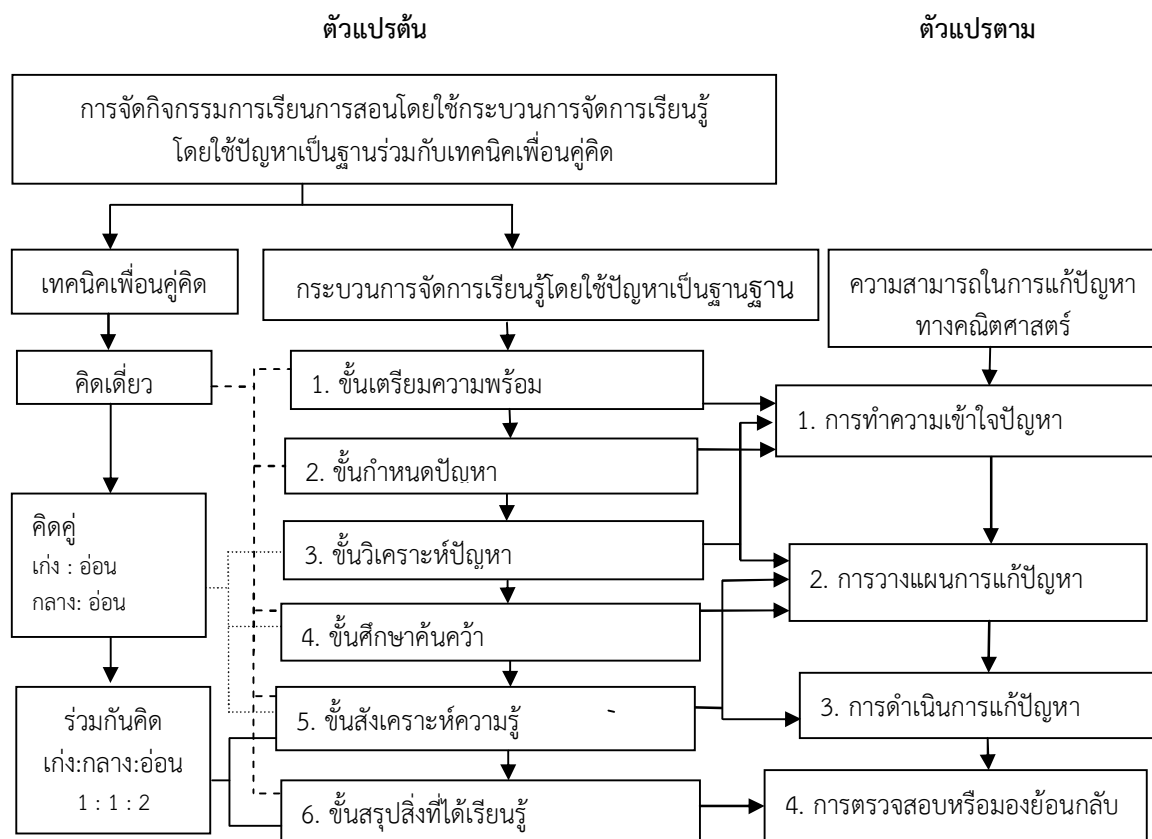 ตัวแปรต้น
ตัวแปรตาม
การจัดกิจกรรมการเรียนการสอนโดยใช้กระบวนการจัดการเรียนรู้
โดยใช้ปัญหาเป็นฐานร่วมกับเทคนิคเพื่อนคู่คิด
เทคนิคเพื่อนคู่คิด
คิดเดี่ยว
คิดคู่
เก่ง : อ่อน
กลาง: อ่อน
ร่วมกันคิด
เก่ง:กลาง:อ่อน
1 : 1 : 2
กระบวนการจัดการเรียนรู้โดยใช้ปัญหาเป็นฐานฐาน
1. ขั้นเตรียมความพร้อม
2. ขั้นกำหนดปัญหา
3. ขั้นวิเคราะห์ปัญหา
4. ขั้นศึกษาค้นคว้า
5. ขั้นสังเคราะห์ความรู้
6. ขั้นสรุปสิ่งที่ได้เรียนรู้
ความสามารถในการแก้ปัญหา
ทางคณิตศาสตร์
1. การทำความเข้าใจปัญหา
2. การวางแผนการแก้ปัญหา
3. การดำเนินการแก้ปัญหา
4. การตรวจสอบหรือมองย้อนกลับ